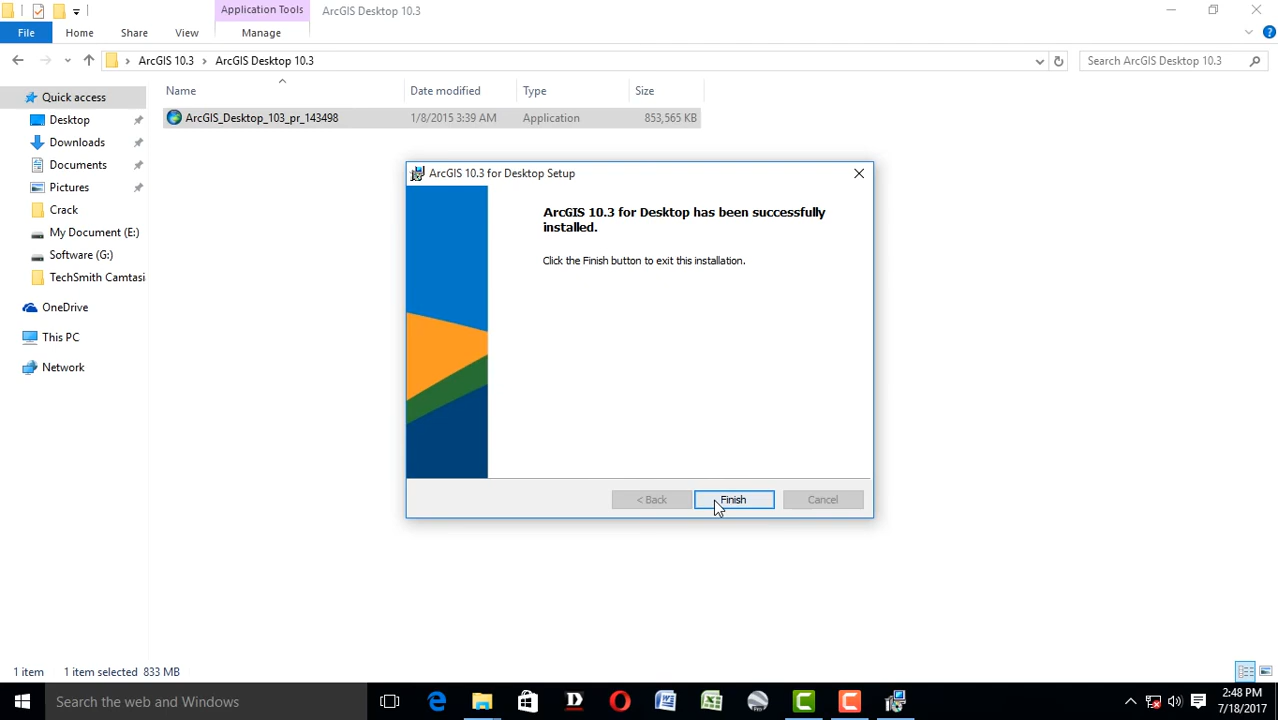 Application Tools
ArcGIS Desktop 10.3
File
Home
Share
View
Manage
ArcGIS 10.3
ArcGIS Desktop 10.3
Search ArcGIS Desktop 10.3
Name
Date modified
Type
Size
Quick access
ArcGIS_Desktop_103_pr_143498
1/8/2015 3:39 AM
Application
853,565 KB
Desktop
Downloads
Documents
Pictures
Crack
My Document (E:)
Software (G:)
TechSmith Camtasi
OneDrive
This PC
Network
ArcGIS 10.3 for Desktop Setup
ArcGIS 10.3 for Desktop has been successfully
installed.
Click the Finish button to exit this installation.
< Back
Finish
Cancel
1 item
1 item selected 833 MB
Search the web and Windows
2:48 PM
7/18/2017